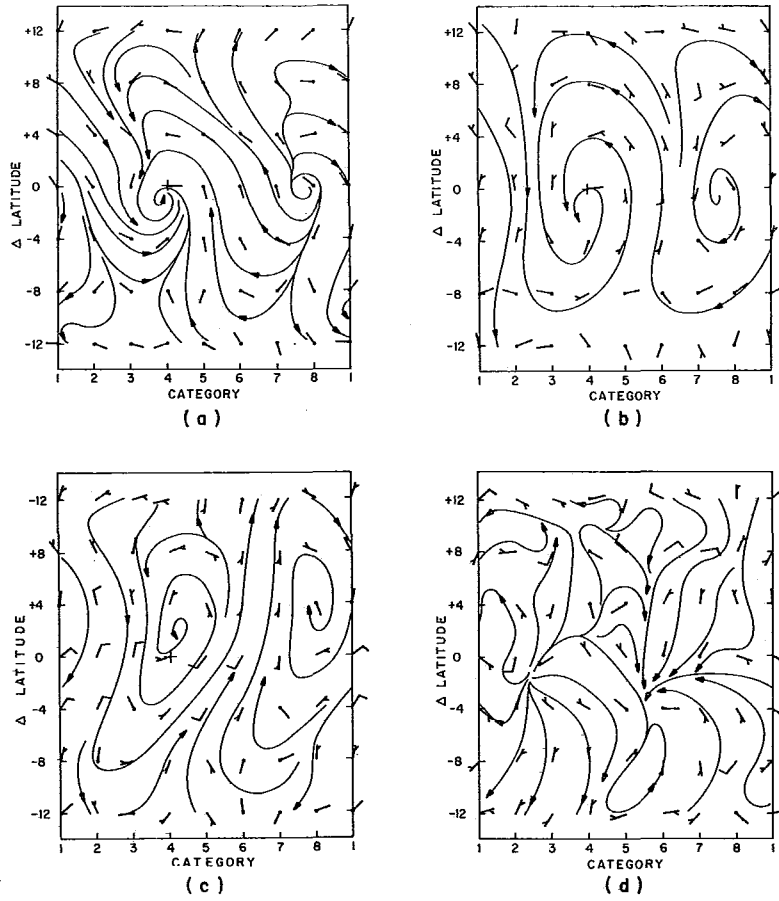 +12
+8
+4
0
-4
-8
-12
Δ LATITUDE
1 2 3 4 5 6 7 8 1
CATEGORY
(a)
+12
+8
+4
0
-4
-8
-12
Δ LATITUDE
1 2 3 4 5 6 7 8 1
CATEGORY
(b)
-12
+8
+4
0
-4
-8
-12
Δ LATITUDE
1 2 3 4 5 6 7 8 1
CATEGORY
(c)
+12
+8
+4
0
-4
-8
-12
Δ LATITUDE
1 2 3 4 5 6 7 8 1
CATEGORY
(d)